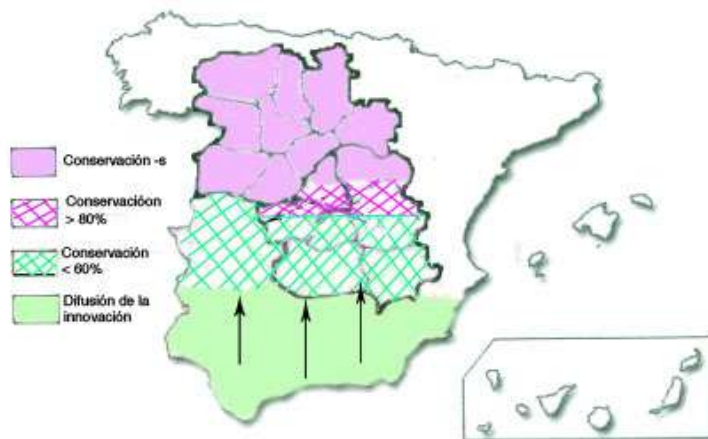 Conservación -s
Conservacióon
> 80%
Conservación
< 60%
Difusión de la
innovación